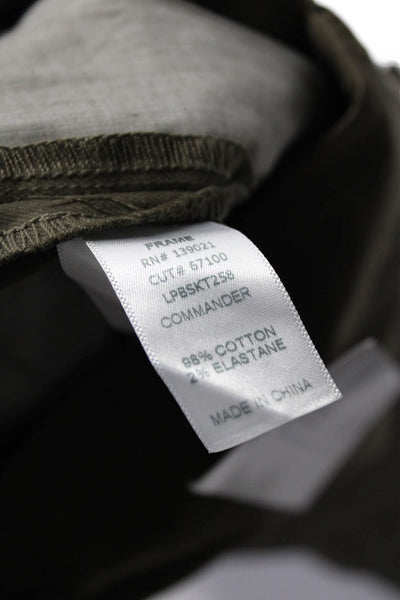 FRAME
RN# 139021
CUT# 67100
LPBSKT258
COMMANDER
98% COTTON
2% ELASTANE
MADE IN CHINA